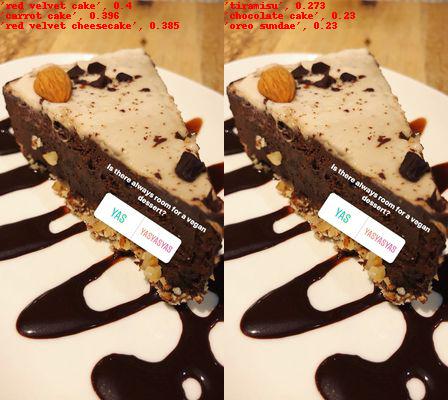 'red velvet cake', 0.4
'carrot cake', 0.396
'red velvet cheesecake', 0.385
'tiramisu', 0.273
'chocolate cake', 0.23
'oreo sundae', 0.23
Is there always room for a vegan
dessert?
YAS
YASYASYAS
Is there always room for a vegan
dessert?
YAS
YASYASYAS